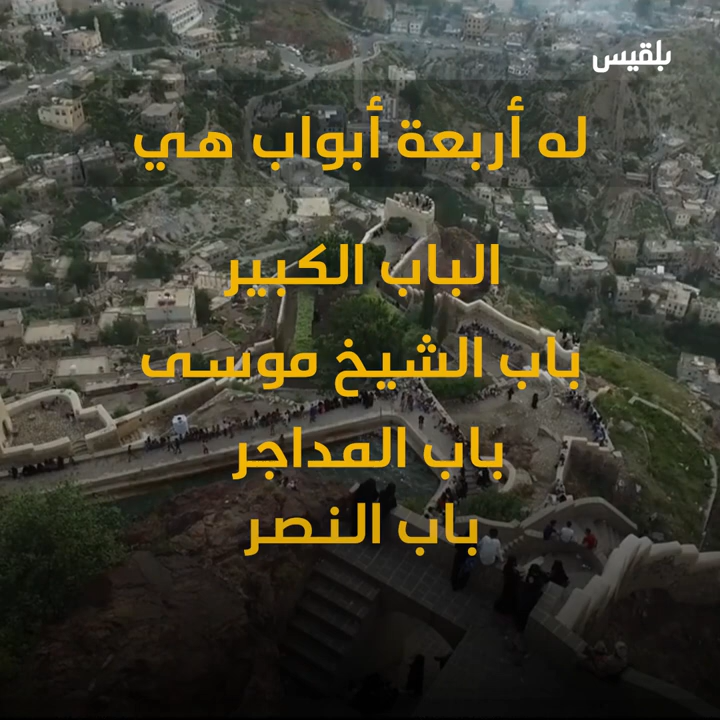 بلقيس
له أربعة أبواب هي
الباب الكبير
باب الشيخ موسى
باب المداجر
باب النصر